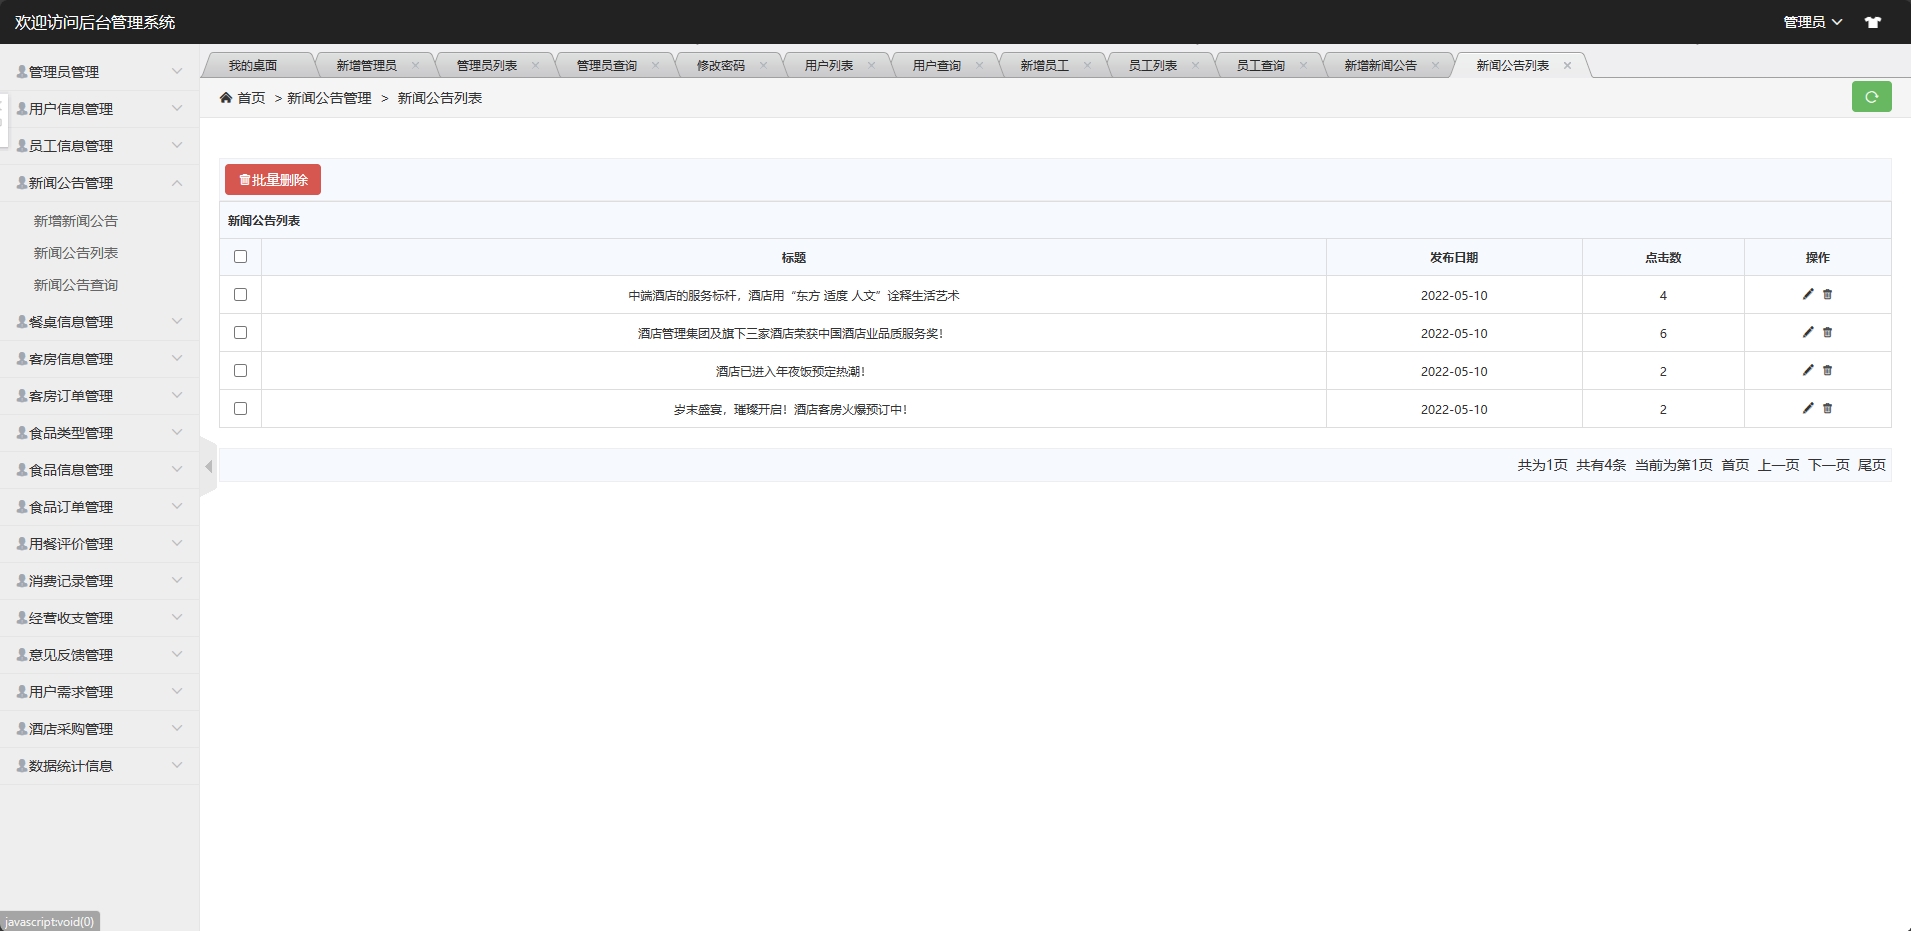 欢迎访问后台管理系统
管理员
管理员管理
用户信息管理
员工信息管理
新闻公告管理
新增新闻公告
新闻公告列表
新闻公告查询
餐桌信息管理
客房信息管理
客房订单管理
食品类型管理
食品信息管理
食品订单管理
用餐评价管理
消费记录管理
经营收支管理
意见反馈管理
用户需求管理
酒店采购管理
数据统计信息
我的桌面 新增管理员 管理员列表 管理员查询 修改密码 用户列表 用户查询 新增员工 员工列表 员工查询 新增新闻公告 新闻公告列表
首页 > 新闻公告管理 > 新闻公告列表
批量删除
新闻公告列表
标题 发布日期 点击数 操作
中端酒店的服务标杆，酒店用“东方 适度 人文”诠释生活艺术 2022-05-10 4
酒店管理集团及旗下三家酒店荣获中国酒店业品质服务奖！ 2022-05-10 6
酒店已进入年夜饭预定热潮！ 2022-05-10 2
岁末盛宴，璀璨开启！酒店客房火爆预订中！ 2022-05-10 2
共为1页 共有4条 当前为第1页 首页 上一页 下一页 尾页
javascript:void(0)